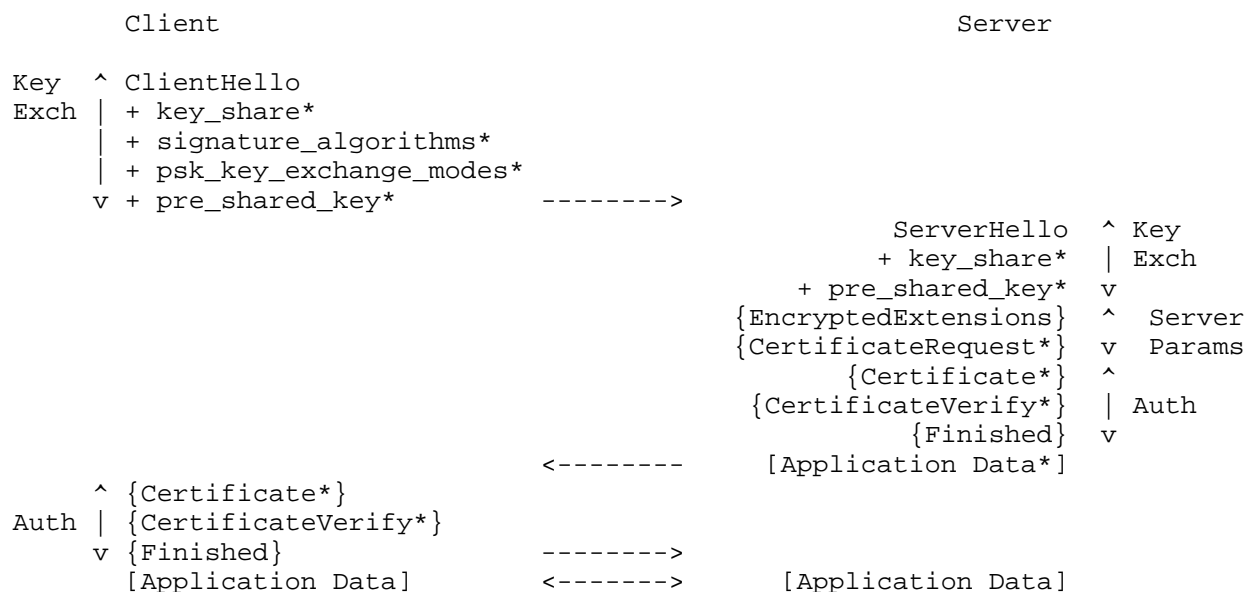 Client                                           Server

Key  ^ ClientHello
Exch | + key_share*
     | + signature_algorithms*
     | + psk_key_exchange_modes*
     v + pre_shared_key*       -------->
                                                  ServerHello  ^ Key
                                                 + key_share*  | Exch
                                            + pre_shared_key*  v
                                        {EncryptedExtensions}  ^  Server
                                        {CertificateRequest*}  v  Params
                                               {Certificate*}  ^
                                         {CertificateVerify*}  | Auth
                                                   {Finished}  v
                               <--------  [Application Data*]
     ^ {Certificate*}
Auth | {CertificateVerify*}
     v {Finished}              -------->
       [Application Data]      <------->  [Application Data]